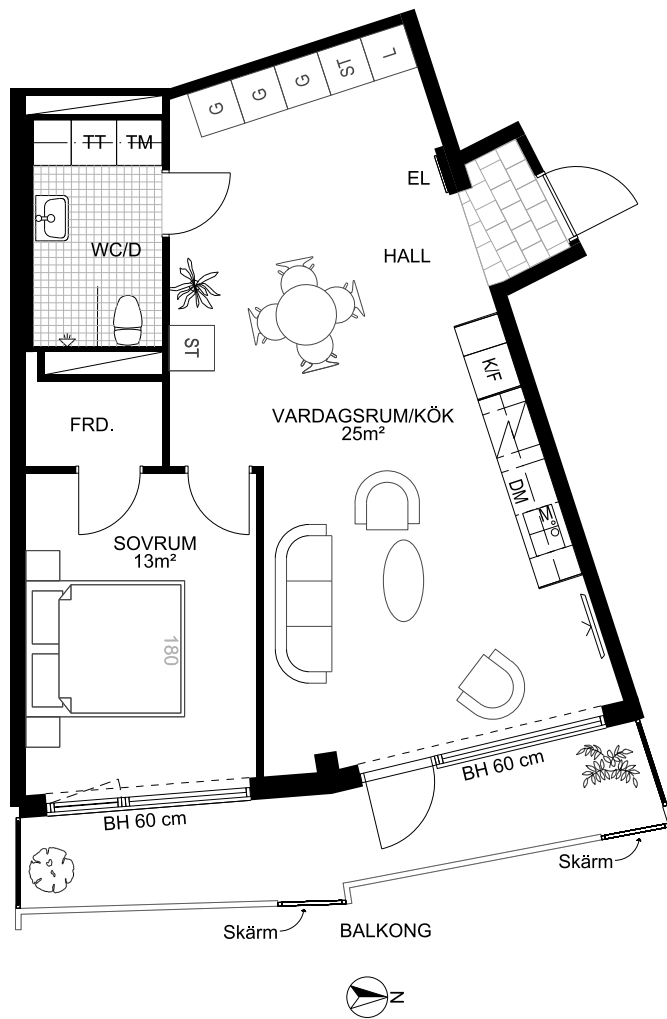 L
ST
G
G
G
TT
TM
EL
WC/D
HALL
ST
K/F
VARDAGSRUM/KÖK
25m²
FRD.
DM
M
SOVRUM
13m²
180
BH 60 cm
BH 60 cm
Skärm
Skärm
BALKONG
N